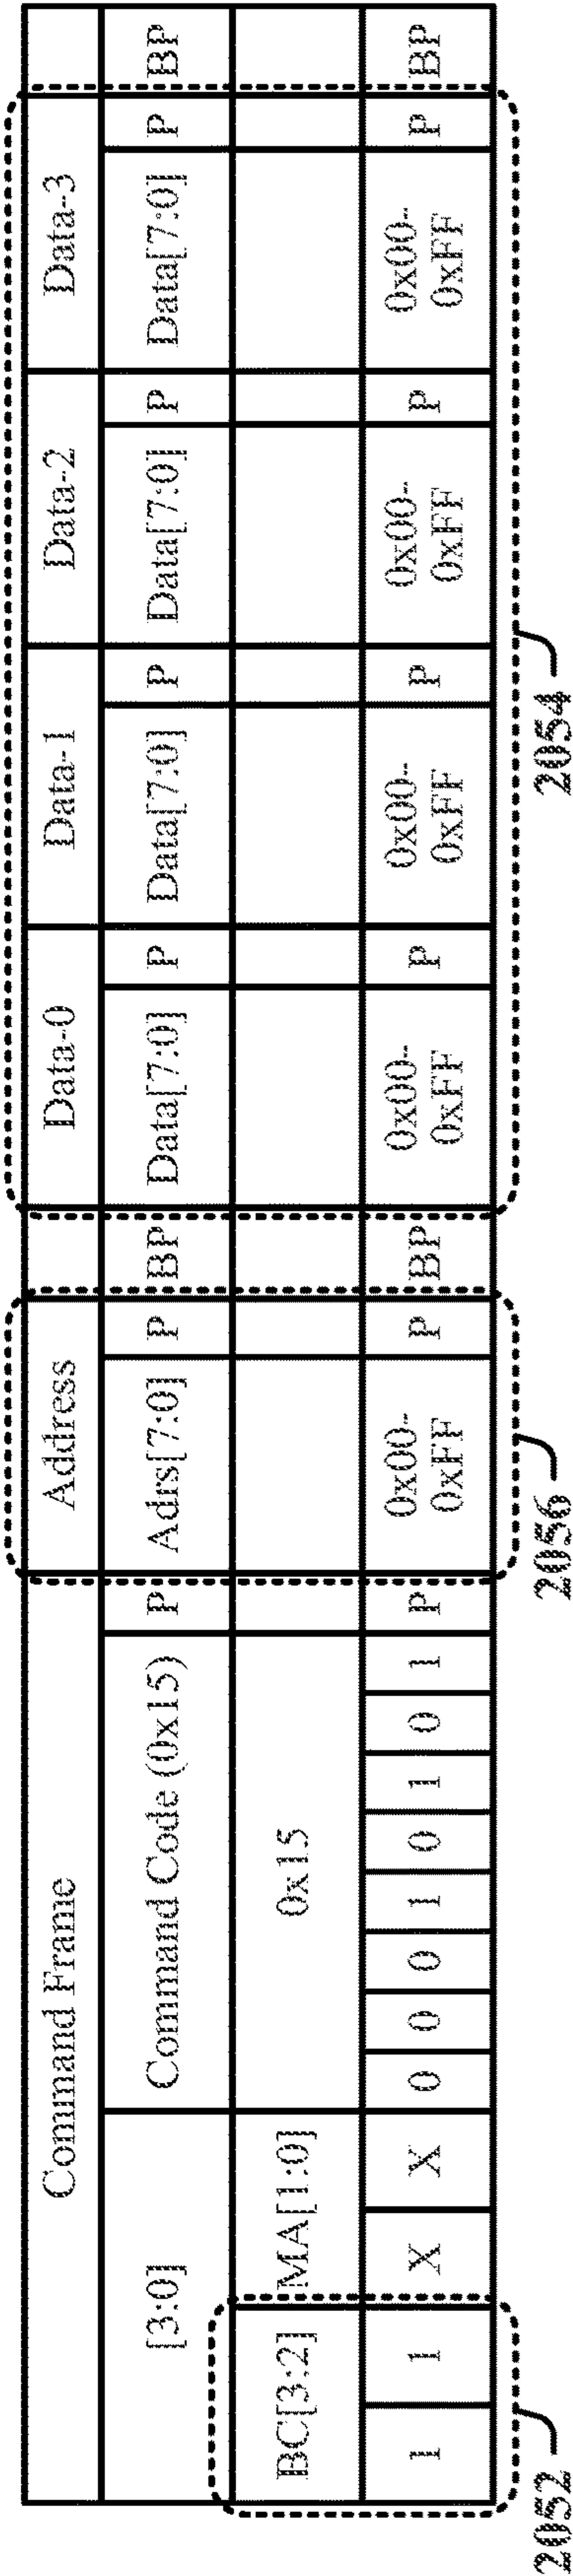 Command Frame Address Data-0 Data-1 Data-2 Data-3
[3:0] Command Code (0x15) P Adrs[7:0] P BP Data[7:0] P Data[7:0] P Data[7:0] P Data[7:0] P BP
BC[3:2] MA[1:0] 0x15
1 1 X X 0 0 0 1 0 1 0 1 P 0x00- P BP 0x00- P 0x00- P 0x00- P 0x00- P BP
0xFF 0xFF 0xFF 0xFF 0xFF
2052 2056 2054